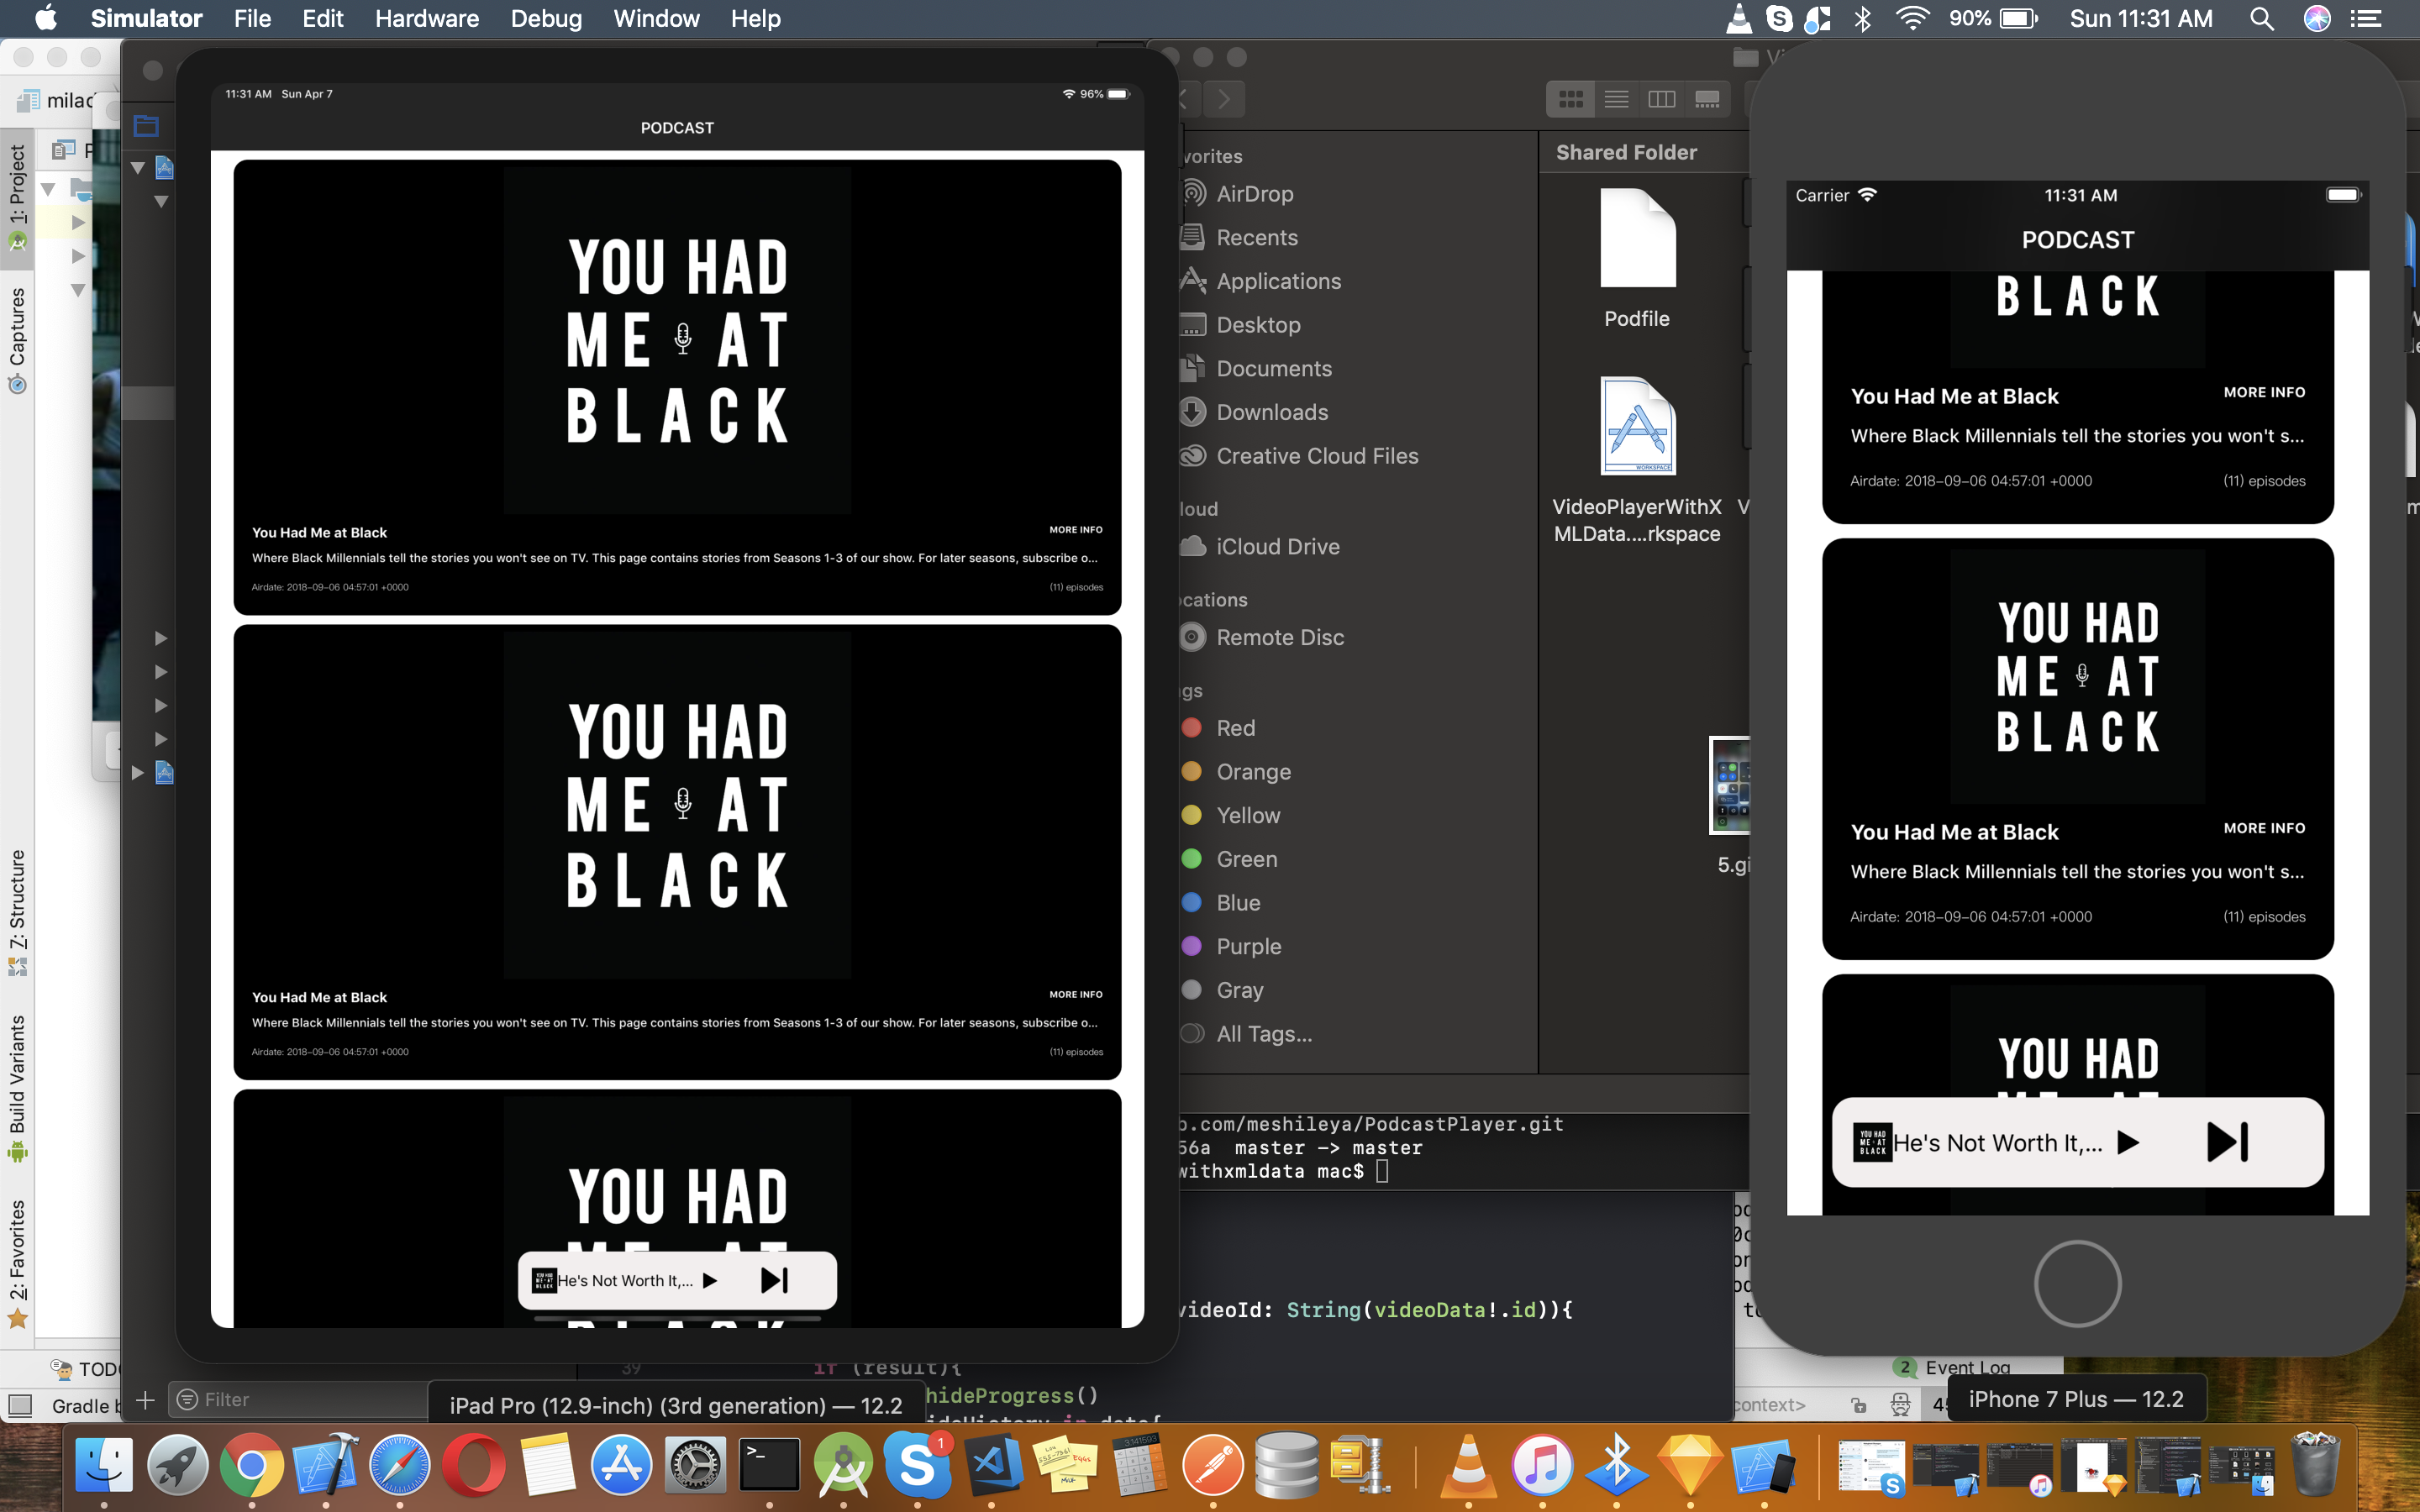 Simulator File Edit Hardware Debug Window Help
90% Sun 11:31 AM
1: Project
Captures
7: Structure
Build Variants
2: Favorites
11:31 AM Sun Apr 7
96%
PODCAST
YOU HAD
ME AT
BLACK
You Had Me at Black
MORE INFO
Where Black Millennials tell the stories you won't see on TV. This page contains stories from Seasons 1-3 of our show. For later seasons, subscribe o...
Airdate: 2018-09-06 04:57:01 +0000
(11) episodes
YOU HAD
ME AT
BLACK
You Had Me at Black
MORE INFO
Where Black Millennials tell the stories you won't see on TV. This page contains stories from Seasons 1-3 of our show. For later seasons, subscribe o...
Airdate: 2018-09-06 04:57:01 +0000
(11) episodes
YOU HAD
He's Not Worth It,...
Filter
iPad Pro (12.9-inch) (3rd generation) — 12.2
AirDrop
Recents
Applications
Desktop
Documents
Downloads
Creative Cloud Files
iCloud Drive
Remote Disc
Red
Orange
Yellow
Green
Blue
Purple
Gray
All Tags...
Shared Folder
Podfile
VideoPlayerWithX
MLData....rkspace
b.com/meshileya/PodcastPlayer.git
56a master -> master
withxmldata mac$
videoId: String(videoData!.id)){
39 if (result){
hideProgress()
Carrier 11:31 AM
PODCAST
BLACK
You Had Me at Black
MORE INFO
Where Black Millennials tell the stories you won't s...
Airdate: 2018-09-06 04:57:01 +0000
(11) episodes
YOU HAD
ME AT
BLACK
You Had Me at Black
MORE INFO
Where Black Millennials tell the stories you won't s...
Airdate: 2018-09-06 04:57:01 +0000
(11) episodes
YOU HAD
YOU HAD
ME AT
BLACK
He's Not Worth It,...
2 Event Log
context>
iPhone 7 Plus — 12.2
1